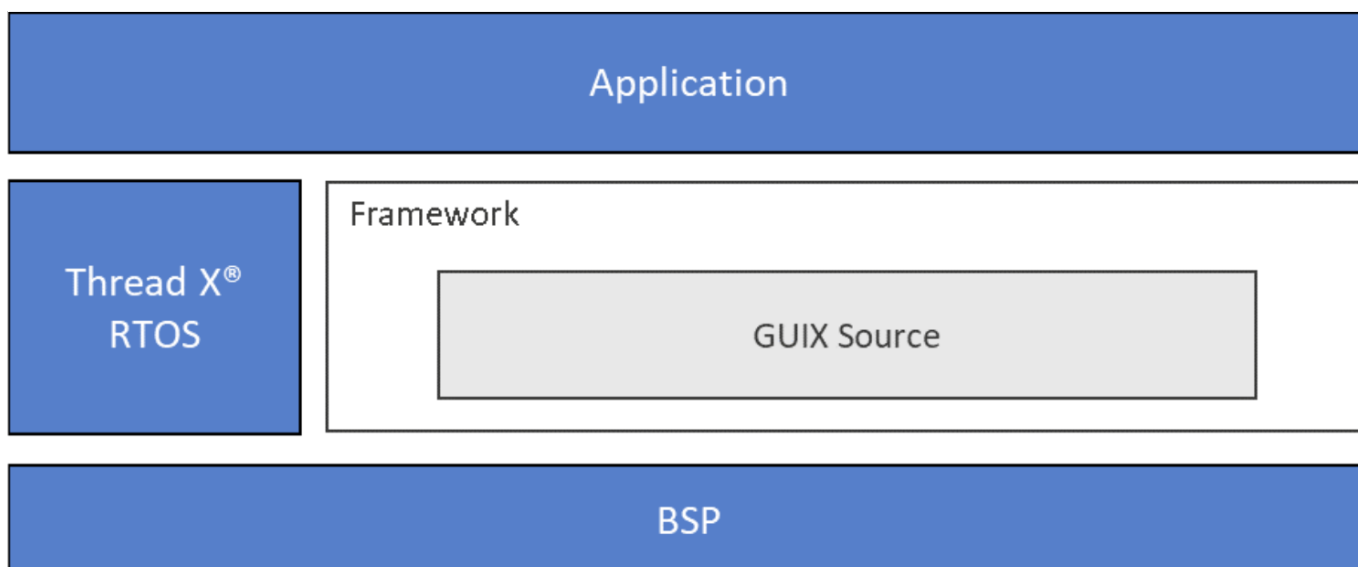 Application
Framework
Thread X®
RTOS
GUIX Source
BSP